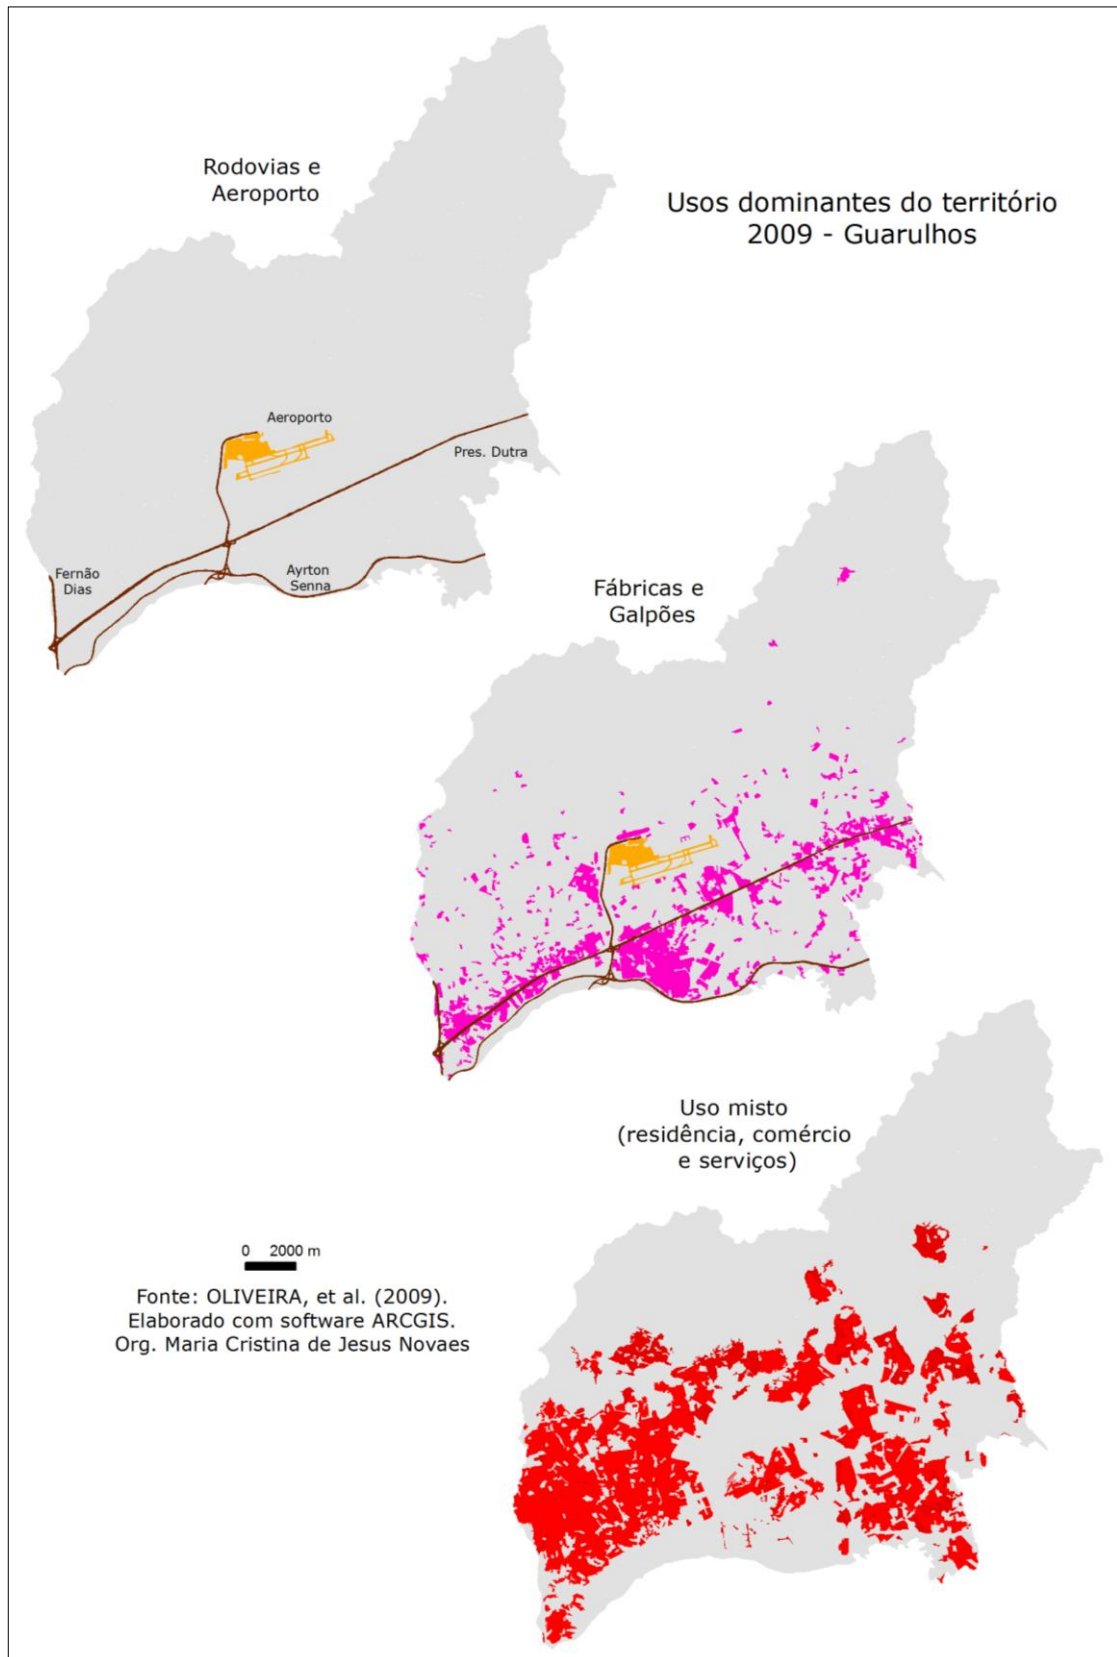 Rodovias e
Aeroporto
Usos dominantes do território
2009 - Guarulhos
Aeroporto
Pres. Dutra
Fernão
Dias
Ayrton
Senna
Fábricas e
Galpões
Uso misto
(residência, comércio
e serviços)
0 2000 m
Fonte: OLIVEIRA, et al. (2009).
Elaborado com software ARCGIS.
Org. Maria Cristina de Jesus Novaes